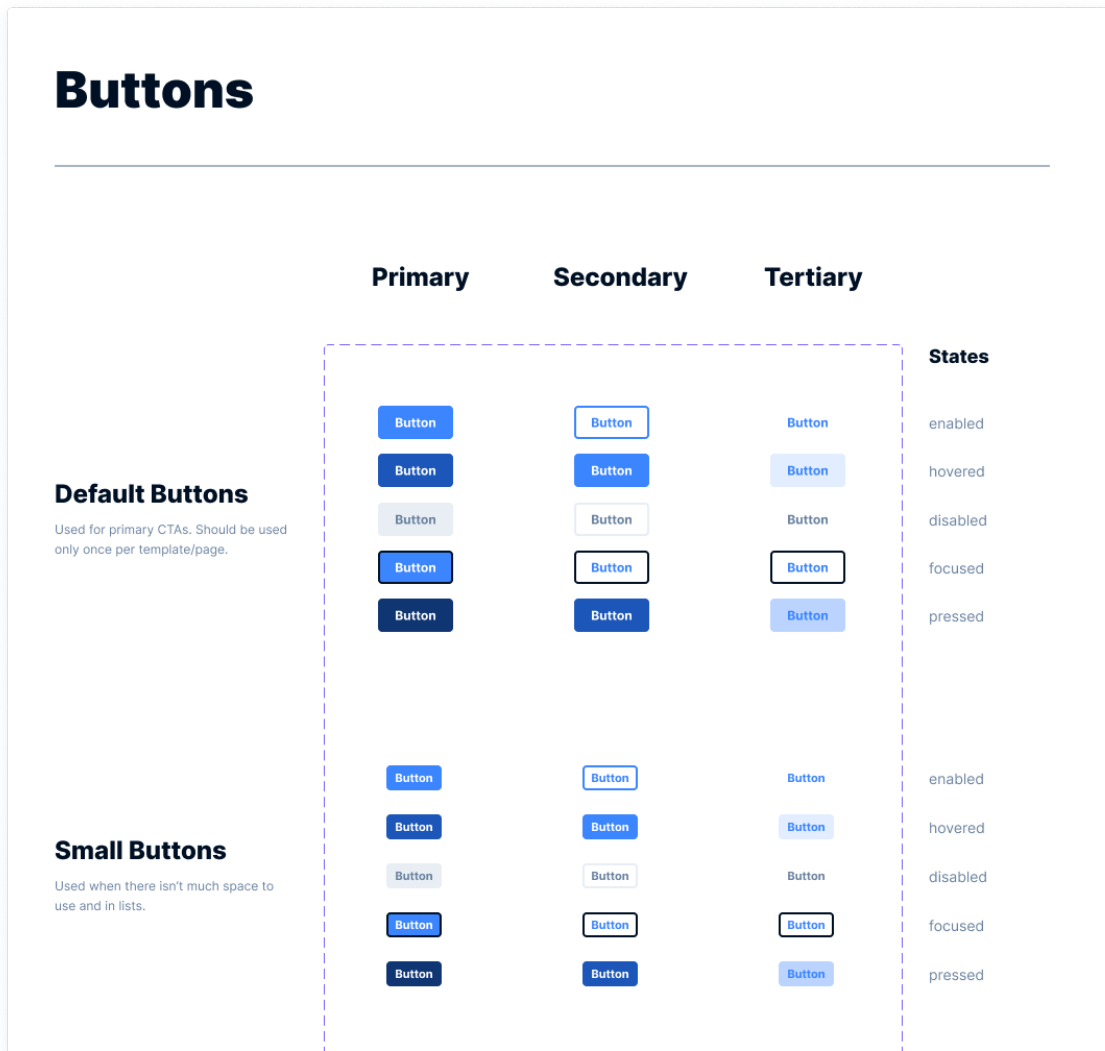 Buttons
Primary Secondary Tertiary
States
Button Button Button enabled
Button Button Button hovered
Default Buttons
Used for primary CTAs. Should be used
only once per template/page.
Button Button Button disabled
Button Button Button focused
Button Button Button pressed
Button Button Button enabled
Button Button Button hovered
Small Buttons
Used when there isn't much space to
use and in lists.
Button Button Button disabled
Button Button Button focused
Button Button Button pressed